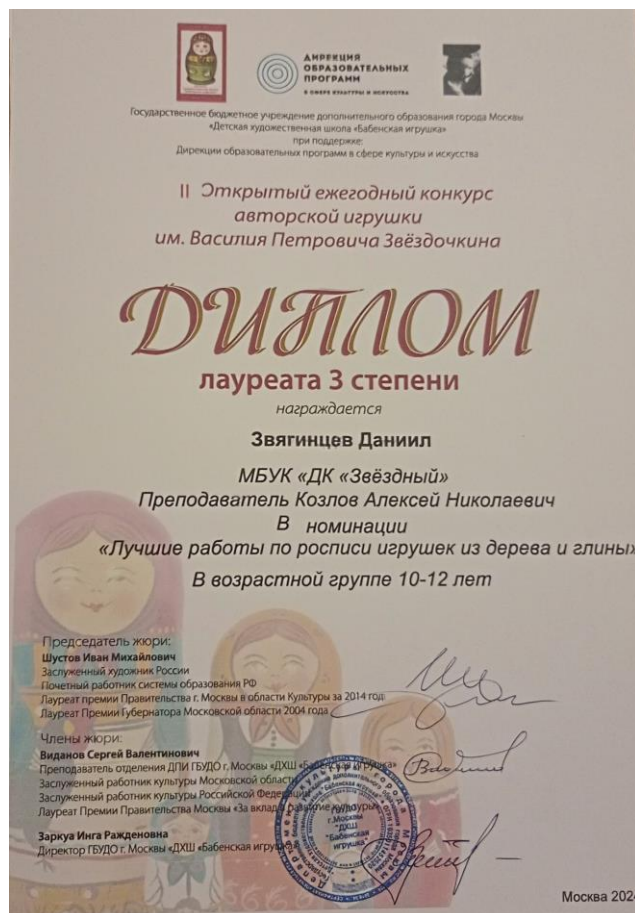 ДИРЕКЦИЯ
ОБРАЗОВАТЕЛЬНЫХ
ПРОГРАММ
В СФЕРЕ КУЛЬТУРЫ И ИСКУССТВА
Государственное бюджетное учреждение дополнительного образования города Москвы
«Детская художественная школа «Бабенская игрушка»
при поддержке:
Дирекции образовательных программ в сфере культуры и искусства
II Открытый ежегодный конкурс
авторской игрушки
им. Василия Петровича Звёздочкина
ДИПЛОМ
лауреата 3 степени
награждается
Звягинцев Даниил
МБУК «ДК «Звёздный»
Преподаватель Козлов Алексей Николаевич
В номинации
«Лучшие работы по росписи игрушек из дерева и глины»
В возрастной группе 10-12 лет
Председатель жюри:
Шустов Иван Михайлович
Заслуженный художник России
Почетный работник системы образования РФ
Лауреат премии Правительства г. Москвы в области Культуры за 2014 год
Лауреат Премии Губернатора Московской области 2004 года
Члены жюри:
Виданов Сергей Валентинович
Преподаватель отделения ДПИ ГБУДО г. Москвы «ДХШ «Бабенская игрушка»
Заслуженный работник культуры Московской области
Заслуженный работник культуры Российской Федерации
Лауреат Премии Правительства Москвы «За вклад в развитие культуры»
Заркуа Инга Ражденовна
Директор ГБУДО г. Москвы «ДХШ «Бабенская игрушка»
ГБУДО
г.Москвы
"ДХШ
"Бабенская
игрушка"
Москва 2024